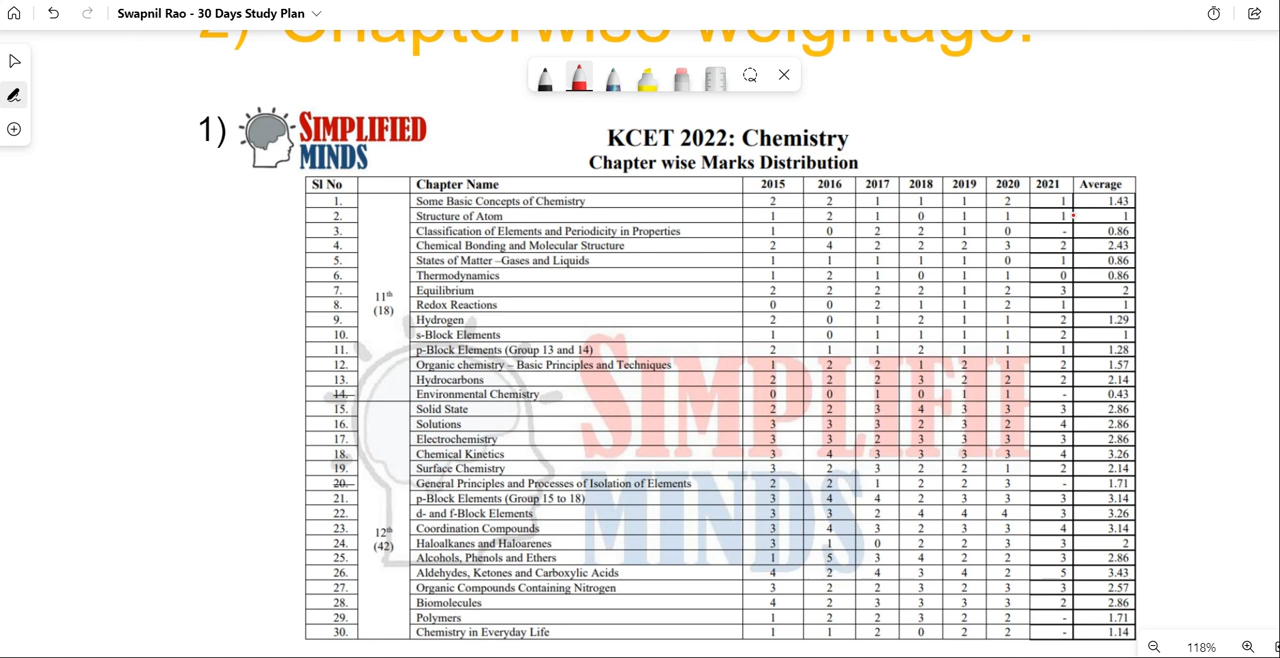 Swapnil Rao - 30 Days Study Plan
2) Chapterwise weightage:
1) SIMPLIFIED MINDS
KCET 2022: Chemistry
Chapter wise Marks Distribution
Sl No Chapter Name 2015 2016 2017 2018 2019 2020 2021 Average
11th (18)
1. Some Basic Concepts of Chemistry 2 2 1 1 1 2 1 1.43
2. Structure of Atom 1 2 1 0 1 1 1 1
3. Classification of Elements and Periodicity in Properties 1 0 2 2 1 0 - 0.86
4. Chemical Bonding and Molecular Structure 2 4 2 2 2 3 2 2.43
5. States of Matter –Gases and Liquids 1 1 1 1 1 0 1 0.86
6. Thermodynamics 1 2 1 0 1 1 0 0.86
7. Equilibrium 2 2 2 2 1 2 3 2
8. Redox Reactions 0 0 2 1 1 2 1 1
9. Hydrogen 2 0 1 2 1 1 2 1.29
10. s-Block Elements 1 0 1 1 1 1 2 1
11. p-Block Elements (Group 13 and 14) 2 1 1 2 1 1 1 1.28
12. Organic chemistry – Basic Principles and Techniques 1 2 2 1 2 1 2 1.57
13. Hydrocarbons 2 2 2 3 2 2 2 2.14
14. Environmental Chemistry 0 0 1 0 1 1 - 0.43
12th (42)
15. Solid State 2 2 3 4 3 3 3 2.86
16. Solutions 3 3 3 2 3 2 4 2.86
17. Electrochemistry 3 3 2 3 3 3 3 2.86
18. Chemical Kinetics 3 4 3 3 3 3 4 3.26
19. Surface Chemistry 3 2 3 2 2 1 2 2.14
20. General Principles and Processes of Isolation of Elements 2 2 1 2 2 3 - 1.71
21. p-Block Elements (Group 15 to 18) 3 4 4 2 3 3 3 3.14
22. d- and f-Block Elements 3 3 2 4 4 4 3 3.26
23. Coordination Compounds 3 4 3 2 3 3 4 3.14
24. Haloalkanes and Haloarenes 3 1 0 2 2 3 3 2
25. Alcohols, Phenols and Ethers 1 5 3 4 2 2 3 2.86
26. Aldehydes, Ketones and Carboxylic Acids 4 2 4 3 4 2 5 3.43
27. Organic Compounds Containing Nitrogen 3 2 2 3 2 3 3 2.57
28. Biomolecules 4 2 3 3 3 3 2 2.86
29. Polymers 1 2 2 3 2 2 - 1.71
30. Chemistry in Everyday Life 1 1 2 0 2 2 - 1.14
SIMPLIFI
MINDS
118%